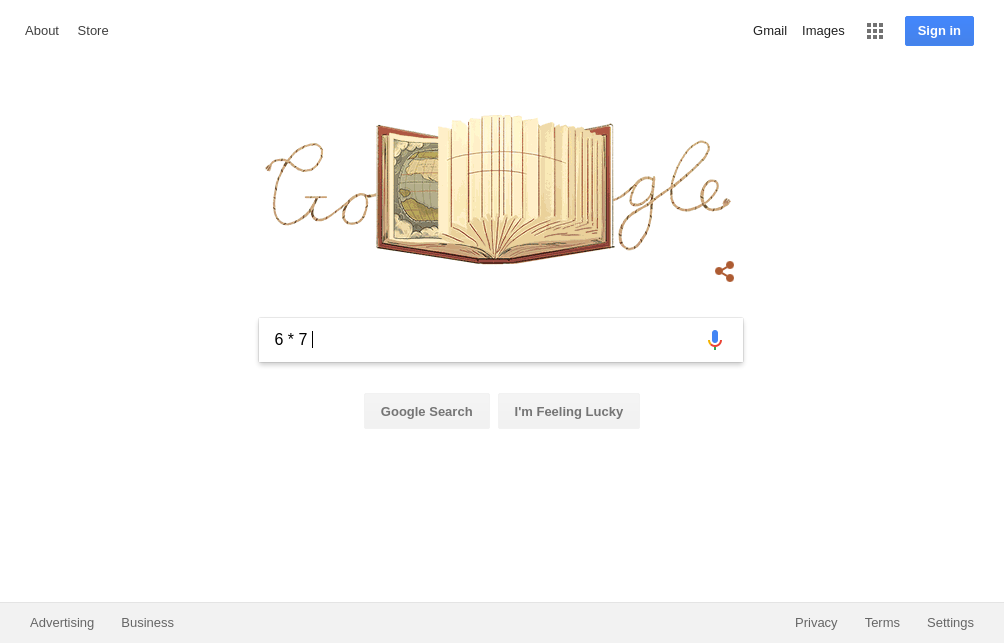 About Store Gmail Images Sign in
Google
6 * 7
Google Search I'm Feeling Lucky
Advertising Business Privacy Terms Settings